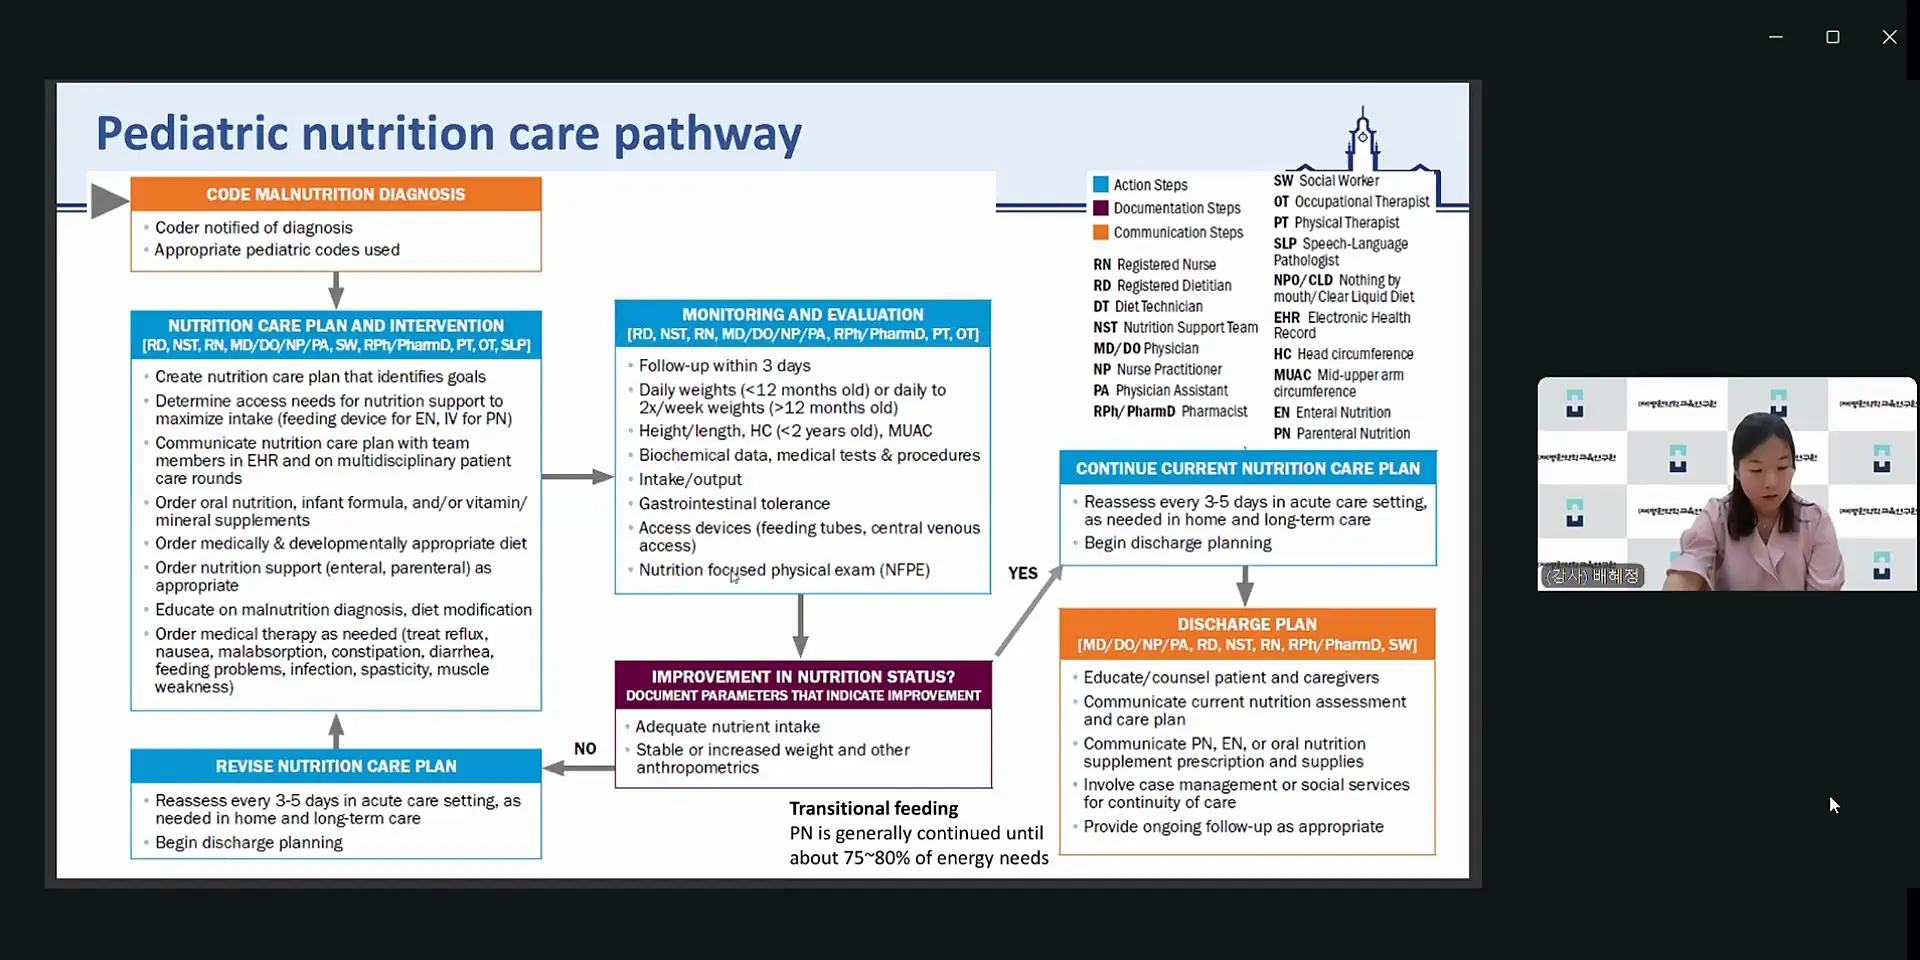 Pediatric nutrition care pathway
CODE MALNUTRITION DIAGNOSIS
• Coder notified of diagnosis
• Appropriate pediatric codes used
NUTRITION CARE PLAN AND INTERVENTION
[RD, NST, RN, MD/DO/NP/PA, SW, RPh/PharmD, PT, OT, SLP]
• Create nutrition care plan that identifies goals
• Determine access needs for nutrition support to
maximize intake (feeding device for EN, IV for PN)
• Communicate nutrition care plan with team
members in EHR and on multidisciplinary patient
care rounds
• Order oral nutrition, infant formula, and/or vitamin/
mineral supplements
• Order medically & developmentally appropriate diet
• Order nutrition support (enteral, parenteral) as
appropriate
• Educate on malnutrition diagnosis, diet modification
• Order medical therapy as needed (treat reflux,
nausea, malabsorption, constipation, diarrhea,
feeding problems, infection, spasticity, muscle
weakness)
REVISE NUTRITION CARE PLAN
• Reassess every 3-5 days in acute care setting, as
needed in home and long-term care
• Begin discharge planning
MONITORING AND EVALUATION
[RD, NST, RN, MD/DO/NP/PA, RPh/PharmD, PT, OT]
• Follow-up within 3 days
• Daily weights (<12 months old) or daily to
2x/week weights (>12 months old)
• Height/length, HC (<2 years old), MUAC
• Biochemical data, medical tests & procedures
• Intake/output
• Gastrointestinal tolerance
• Access devices (feeding tubes, central venous
access)
• Nutrition focused physical exam (NFPE)
IMPROVEMENT IN NUTRITION STATUS?
DOCUMENT PARAMETERS THAT INDICATE IMPROVEMENT
• Adequate nutrient intake
• Stable or increased weight and other
anthropometrics
NO
YES
Transitional feeding
PN is generally continued until
about 75~80% of energy needs
Action Steps
Documentation Steps
Communication Steps
RN Registered Nurse
RD Registered Dietitian
DT Diet Technician
NST Nutrition Support Team
MD/DO Physician
NP Nurse Practitioner
PA Physician Assistant
RPh/PharmD Pharmacist
SW Social Worker
OT Occupational Therapist
PT Physical Therapist
SLP Speech-Language
Pathologist
NPO/CLD Nothing by
mouth/Clear Liquid Diet
EHR Electronic Health
Record
HC Head circumference
MUAC Mid-upper arm
circumference
EN Enteral Nutrition
PN Parenteral Nutrition
CONTINUE CURRENT NUTRITION CARE PLAN
• Reassess every 3-5 days in acute care setting,
as needed in home and long-term care
• Begin discharge planning
DISCHARGE PLAN
[MD/DO/NP/PA, RD, NST, RN, RPh/PharmD, SW]
• Educate/counsel patient and caregivers
• Communicate current nutrition assessment
and care plan
• Communicate PN, EN, or oral nutrition
supplement prescription and supplies
• Involve case management or social services
for continuity of care
• Provide ongoing follow-up as appropriate
(재)병원약학교육연구원
(강사) 배혜정